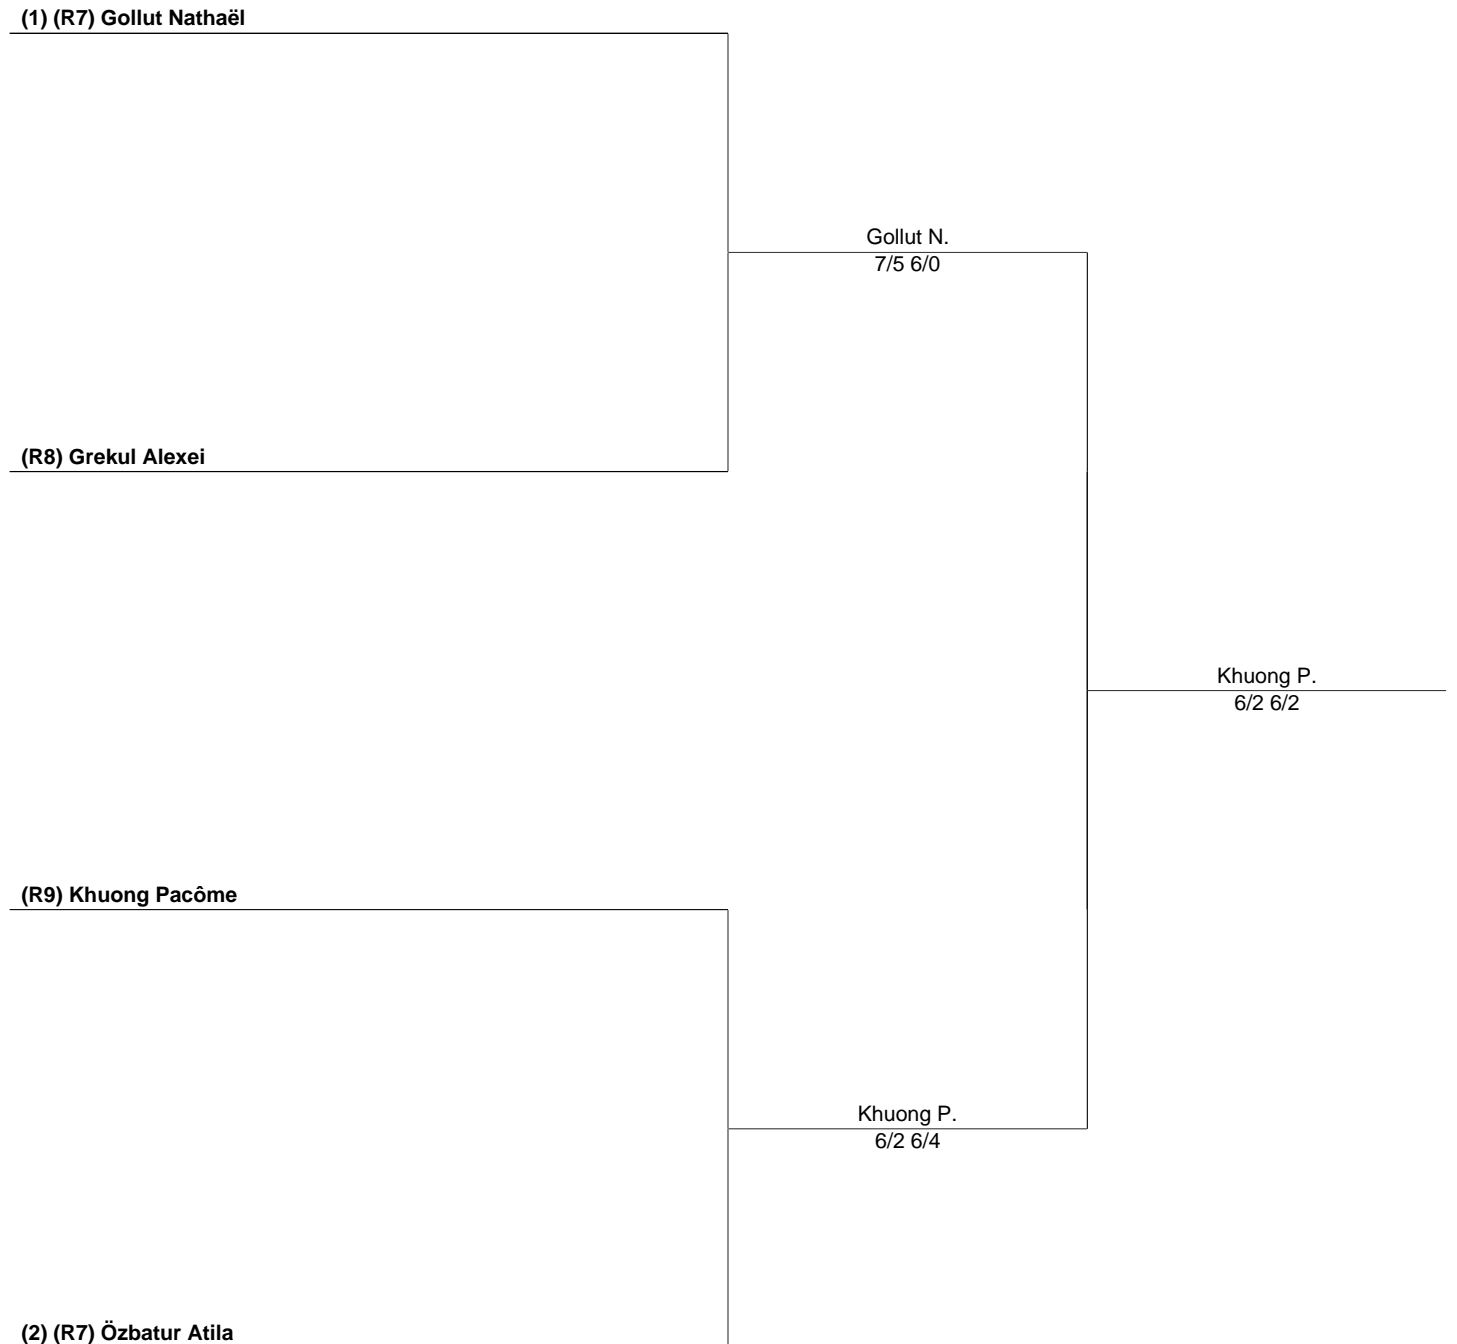 (1) (R7) Gollut Nathaël
Gollut N.
7/5 6/0
(R8) Grekul Alexei
Khuong P.
6/2 6/2
(R9) Khuong Pacôme
Khuong P.
6/2 6/4
(2) (R7) Özbatur Atila